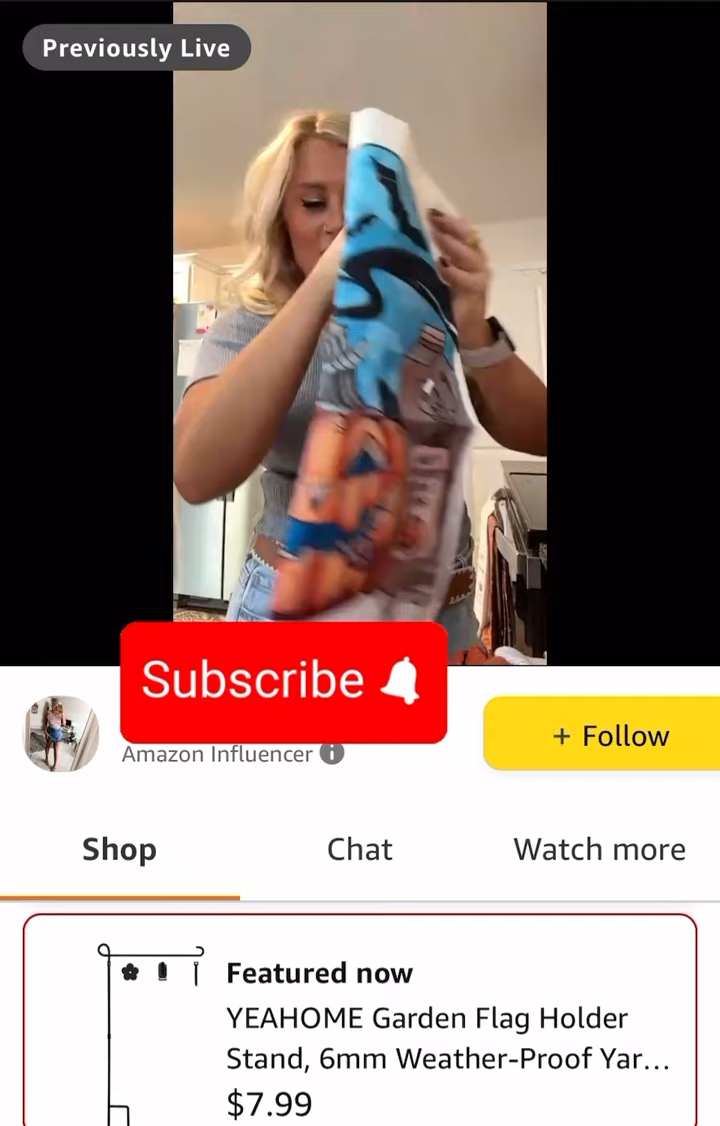 Previously Live
Subscribe
Amazon Influencer
+ Follow
Shop
Chat
Watch more
Featured now
YEAHOME Garden Flag Holder
Stand, 6mm Weather-Proof Yar...
$7.99